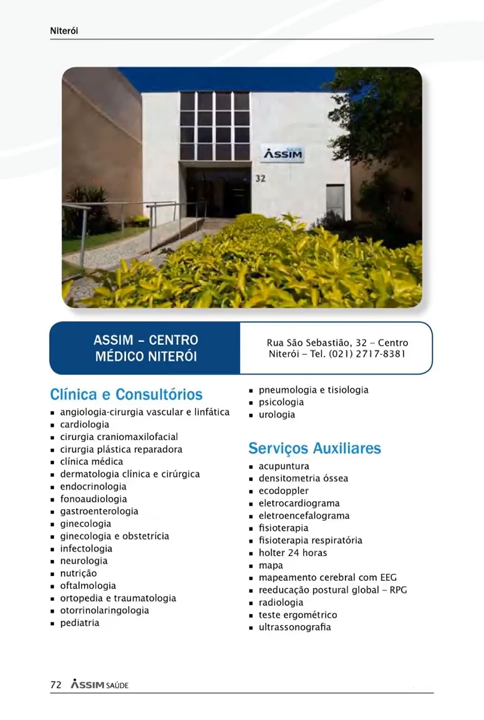 Niterói
ASSIM
32
ASSIM – CENTRO
MÉDICO NITERÓI
Rua São Sebastião, 32 – Centro
Niterói – Tel. (021) 2717-8381
Clínica e Consultórios
▪ angiologia-cirurgia vascular e linfática
▪ cardiologia
▪ cirurgia craniomaxilofacial
▪ cirurgia plástica reparadora
▪ clínica médica
▪ dermatologia clínica e cirúrgica
▪ endocrinologia
▪ fonoaudiologia
▪ gastroenterologia
▪ ginecologia
▪ ginecologia e obstetrícia
▪ infectologia
▪ neurologia
▪ nutrição
▪ oftalmologia
▪ ortopedia e traumatologia
▪ otorrinolaringologia
▪ pediatria
▪ pneumologia e tisiologia
▪ psicologia
▪ urologia
Serviços Auxiliares
▪ acupuntura
▪ densitometria óssea
▪ ecodoppler
▪ eletrocardiograma
▪ eletroencefalograma
▪ fisioterapia
▪ fisioterapia respiratória
▪ holter 24 horas
▪ mapa
▪ mapeamento cerebral com EEG
▪ reeducação postural global – RPG
▪ radiologia
▪ teste ergométrico
▪ ultrassonografia
72 ASSIM SAÚDE